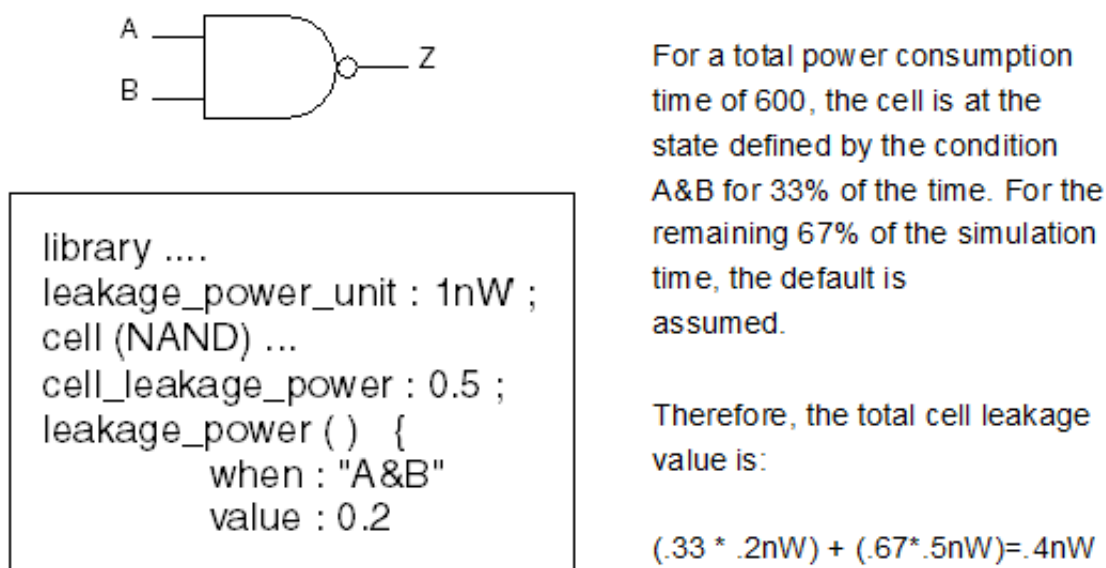 A
B
Z
library ....
leakage_power_unit : 1nW ;
cell (NAND) ...
cell_leakage_power : 0.5 ;
leakage_power ( )   {
when : "A&B"
value : 0.2
For a total power consumption
time of 600, the cell is at the
state defined by the condition
A&B for 33% of the time. For the
remaining 67% of the simulation
time, the default is
assumed.
Therefore, the total cell leakage
value is:
(.33 * .2nW) + (.67*.5nW)=.4nW